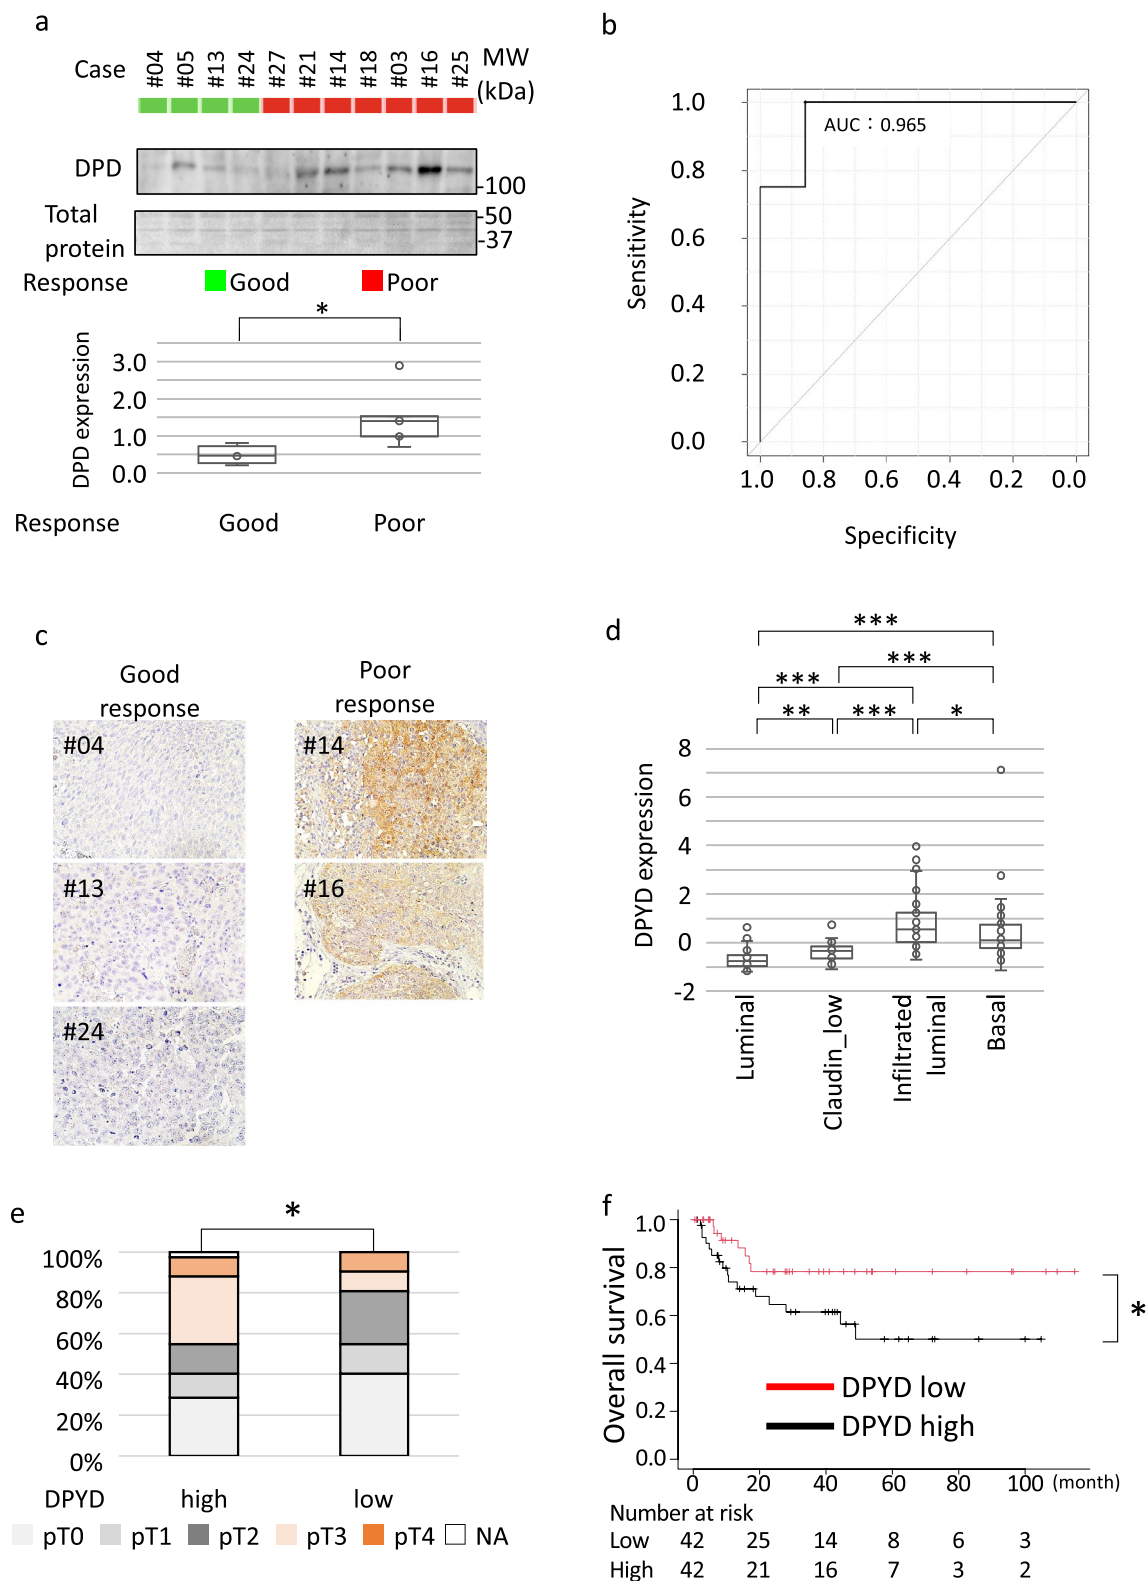 a
Case #04 #05 #13 #24 #27 #21 #14 #18 #03 #16 #25 MW (kDa)
DPD
-100
Total protein
-50
-37
Response Good Poor
*
DPD expression
3.0
2.0
1.0
0.0
Response Good Poor
b
AUC：0.965
Sensitivity
1.0
0.8
0.6
0.4
0.2
0.0
1.0 0.8 0.6 0.4 0.2 0.0
Specificity
c
Good response
Poor response
#04
#14
#13
#16
#24
d
***
***
***
** *** *
DPYD expression
8
6
4
2
0
-2
Luminal
Claudin_low
Infiltrated luminal
Basal
e
*
100%
80%
60%
40%
20%
0%
DPYD high low
pT0 pT1 pT2 pT3 pT4 NA
f
Overall survival
1.0
0.8
0.6
0.4
0.2
0.0
*
DPYD low
DPYD high
0 20 40 60 80 100 (month)
Number at risk
Low 42 25 14 8 6 3
High 42 21 16 7 3 2